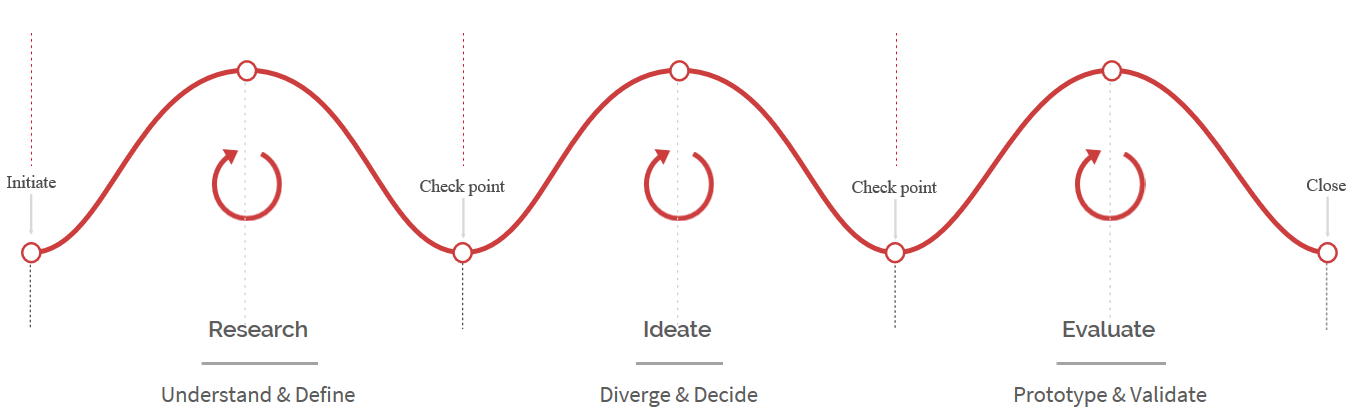 Initiate
Check point
Check point
Close
Research
Ideate
Evaluate
Understand & Define
Diverge & Decide
Prototype & Validate